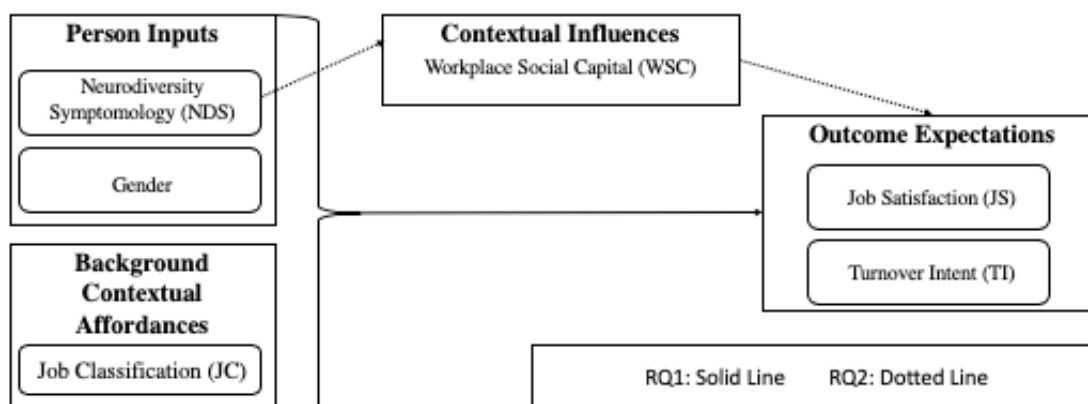 Person Inputs
Neurodiversity
Symptomology (NDS)
Gender
Background
Contextual
Affordances
Job Classification (JC)
Contextual Influences
Workplace Social Capital (WSC)
Outcome Expectations
Job Satisfaction (JS)
Turnover Intent (TI)
RQ1: Solid Line RQ2: Dotted Line